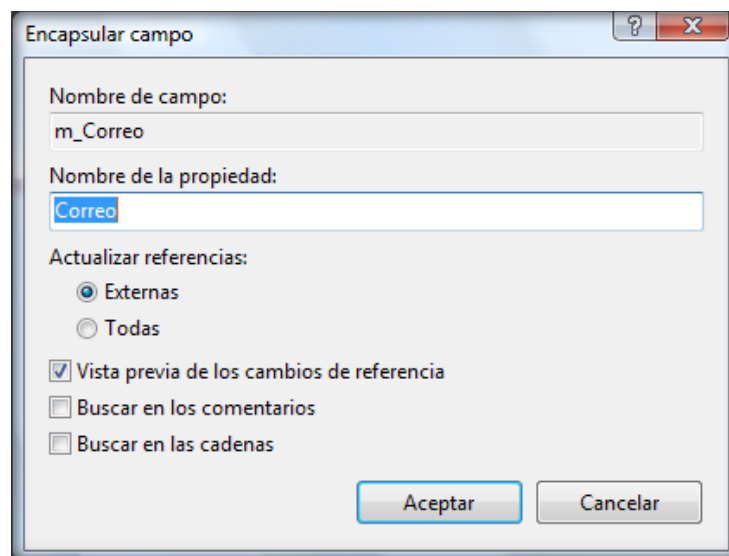 Encapsular campo
Nombre de campo:
m_Correo
Nombre de la propiedad:
Correo
Actualizar referencias:
Externas
Todas
Vista previa de los cambios de referencia
Buscar en los comentarios
Buscar en las cadenas
Aceptar Cancelar